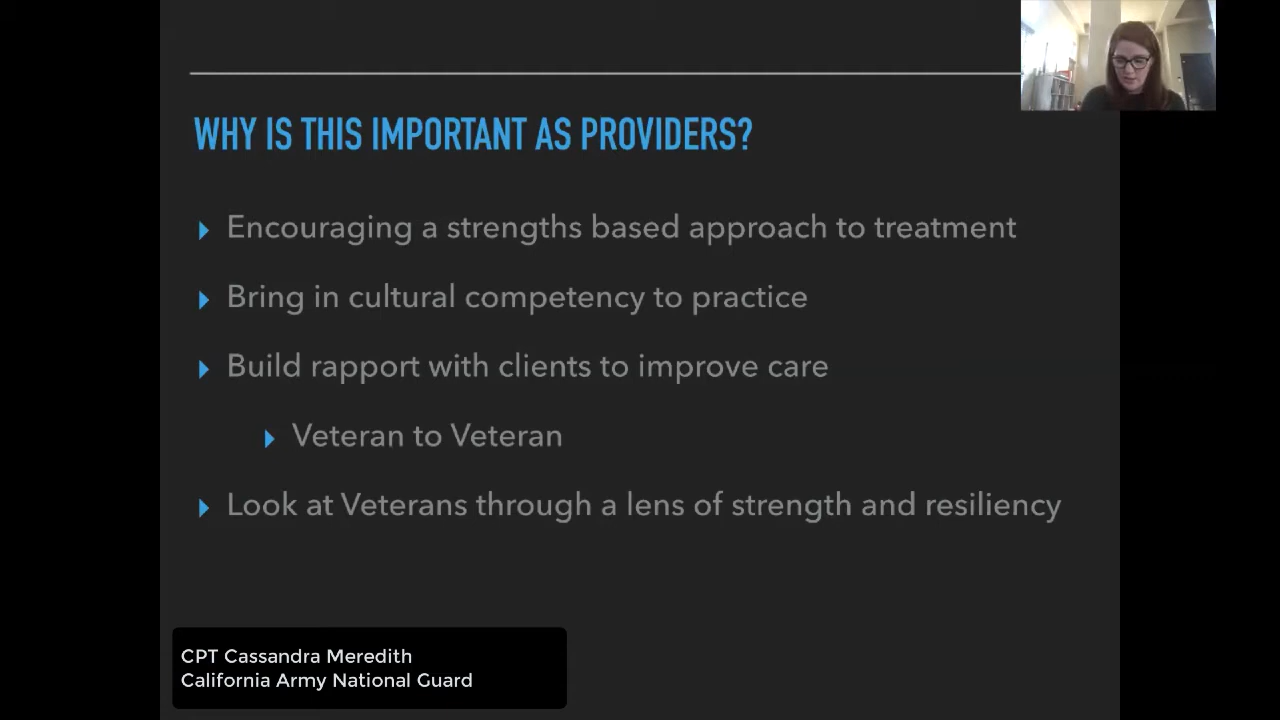 WHY IS THIS IMPORTANT AS PROVIDERS?
Encouraging a strengths based approach to treatment
Bring in cultural competency to practice
Build rapport with clients to improve care
Veteran to Veteran
Look at Veterans through a lens of strength and resiliency
CPT Cassandra Meredith
California Army National Guard